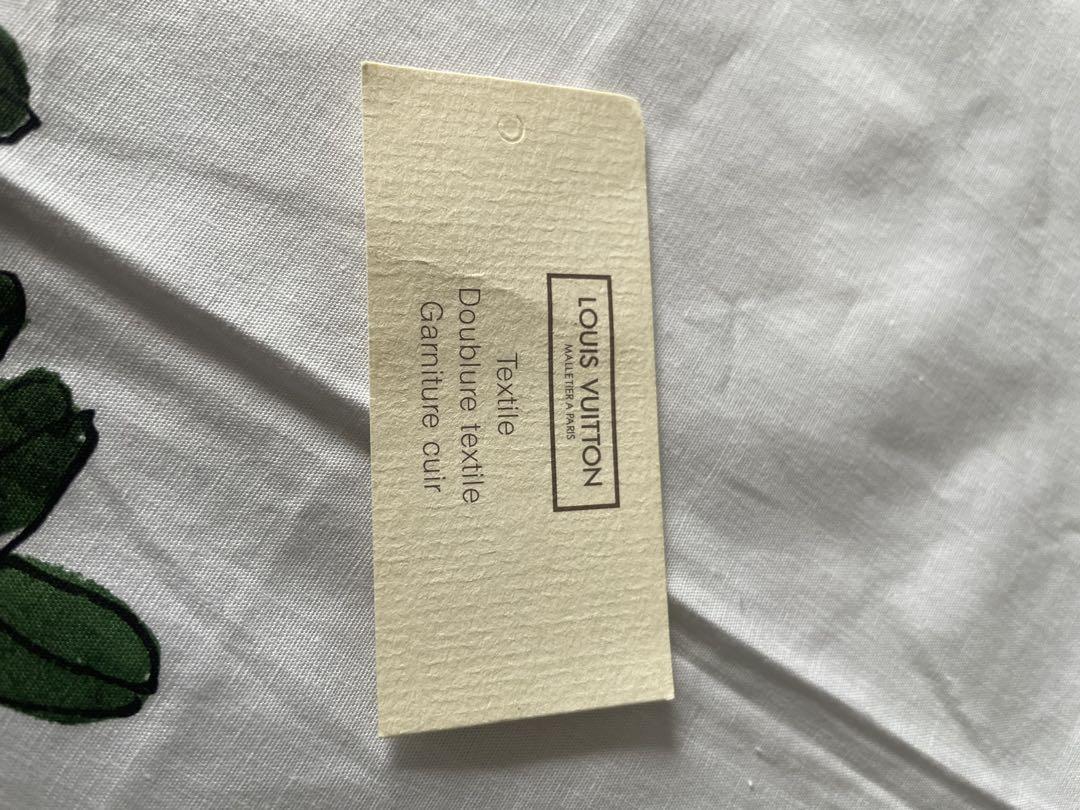 LOUIS VUITTON
MALLETIER A PARIS
Textile
Doublure textile
Garniture cuir